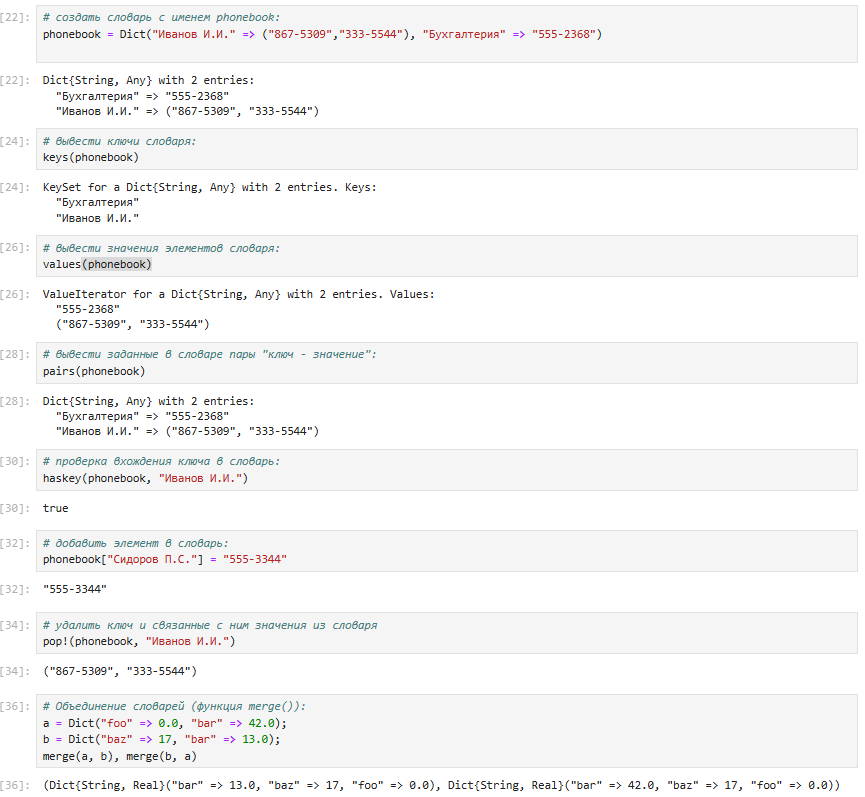 [22]: # создать словарь с именем phonebook:
phonebook = Dict("Иванов И.И." => ("867-5309","333-5544"), "Бухгалтерия" => "555-2368")
[22]: Dict{String, Any} with 2 entries:
"Бухгалтерия" => "555-2368"
"Иванов И.И." => ("867-5309", "333-5544")
[24]: # вывести ключи словаря:
keys(phonebook)
[24]: KeySet for a Dict{String, Any} with 2 entries. Keys:
"Бухгалтерия"
"Иванов И.И."
[26]: # вывести значения элементов словаря:
values(phonebook)
[26]: ValueIterator for a Dict{String, Any} with 2 entries. Values:
"555-2368"
("867-5309", "333-5544")
[28]: # вывести заданные в словаре пары "ключ - значение":
pairs(phonebook)
[28]: Dict{String, Any} with 2 entries:
"Бухгалтерия" => "555-2368"
"Иванов И.И." => ("867-5309", "333-5544")
[30]: # проверка вхождения ключа в словарь:
haskey(phonebook, "Иванов И.И.")
[30]: true
[32]: # добавить элемент в словарь:
phonebook["Сидоров П.С."] = "555-3344"
[32]: "555-3344"
[34]: # удалить ключ и связанные с ним значения из словаря
pop!(phonebook, "Иванов И.И.")
[34]: ("867-5309", "333-5544")
[36]: # Объединение словарей (функция merge()):
a = Dict("foo" => 0.0, "bar" => 42.0);
b = Dict("baz" => 17, "bar" => 13.0);
merge(a, b), merge(b, a)
[36]: (Dict{String, Real}("bar" => 13.0, "baz" => 17, "foo" => 0.0), Dict{String, Real}("bar" => 42.0, "baz" => 17, "foo" => 0.0))